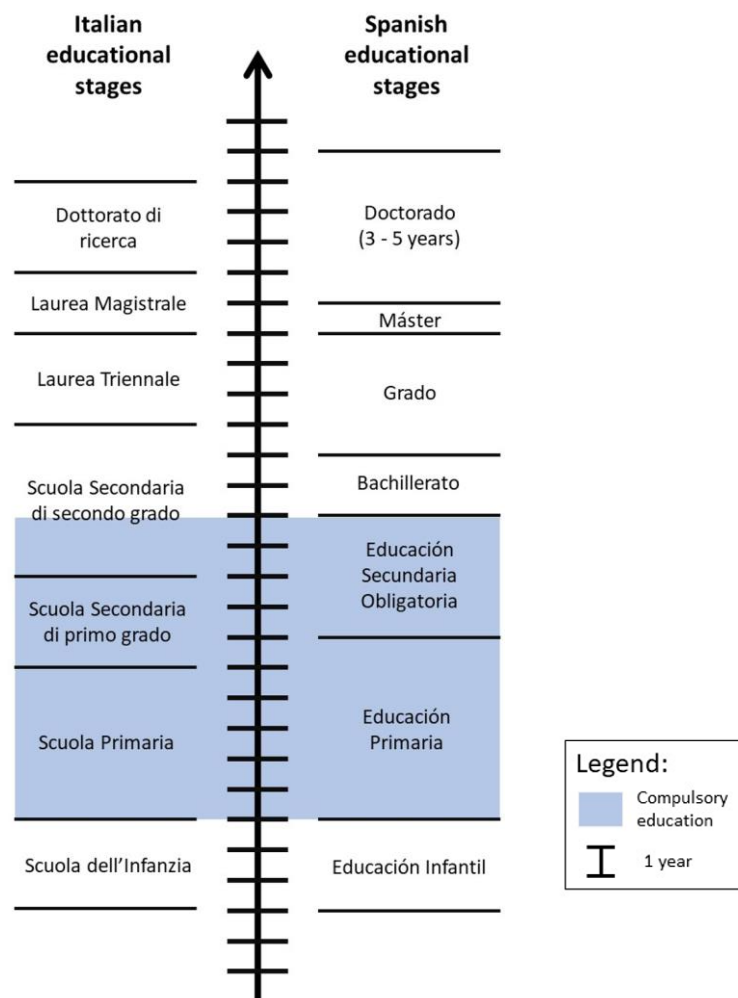 Italian
educational
stages
Spanish
educational
stages
Dottorato di
ricerca
Laurea Magistrale
Laurea Triennale
Scuola Secondaria
di secondo grado
Scuola Secondaria
di primo grado
Scuola Primaria
Scuola dell’Infanzia
Doctorado
(3 - 5 years)
Máster
Grado
Bachillerato
Educación
Secundaria
Obligatoria
Educación
Primaria
Educación Infantil
Legend:
Compulsory
education
1 year